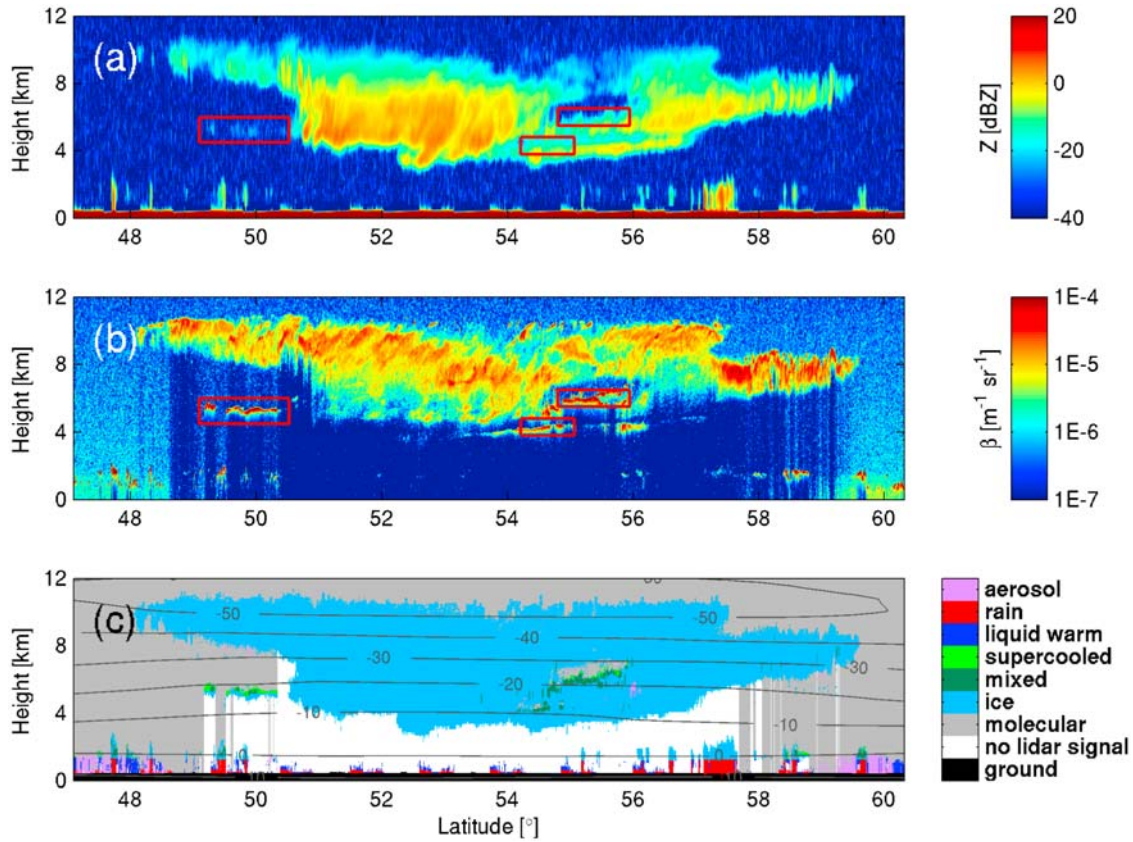 12
8
4
0
Height [km]
(a)
48 50 52 54 56 58 60
20
0
-20
-40
Z [dBZ]
12
8
4
0
Height [km]
(b)
48 50 52 54 56 58 60
1E-4
1E-5
1E-6
1E-7
β [m⁻¹ sr⁻¹]
12
8
4
0
Height [km]
(c)
-50 -50
-40
-30 -30
-20
-10 -10
0 0
48 50 52 54 56 58 60
Latitude [°]
aerosol
rain
liquid warm
supercooled
mixed
ice
molecular
no lidar signal
ground